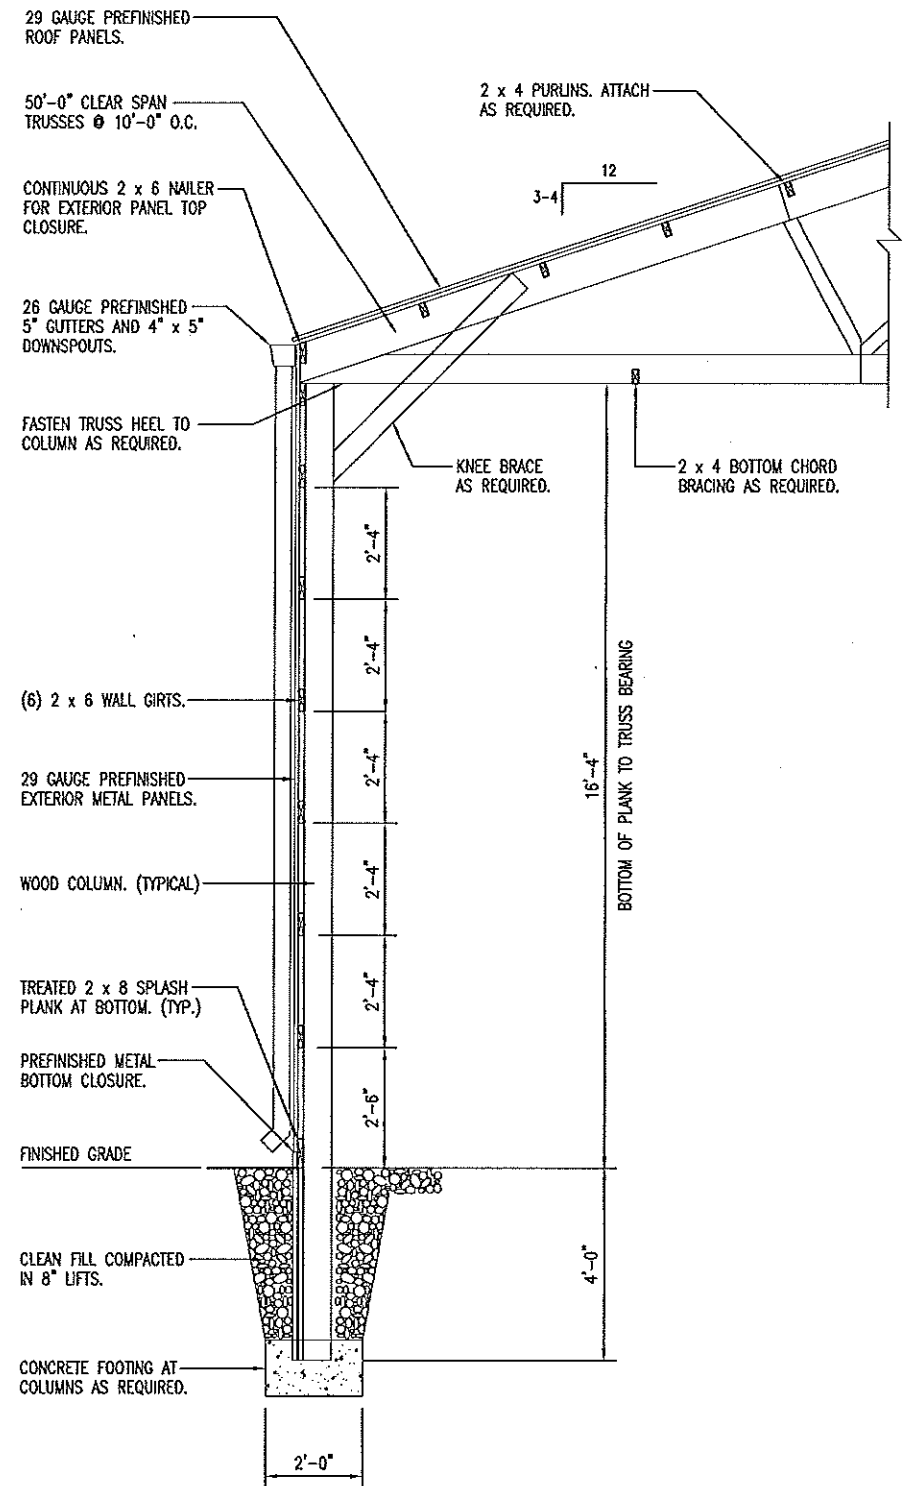 29 GAUGE PREFINISHED
ROOF PANELS.
50'-0" CLEAR SPAN
TRUSSES @ 10'-0" O.C.
2 x 4 PURLINS. ATTACH
AS REQUIRED.
12
3-4
CONTINUOUS 2 x 6 NAILER
FOR EXTERIOR PANEL TOP
CLOSURE.
26 GAUGE PREFINISHED
5" GUTTERS AND 4" x 5"
DOWNSPOUTS.
FASTEN TRUSS HEEL TO
COLUMN AS REQUIRED.
KNEE BRACE
AS REQUIRED.
2 x 4 BOTTOM CHORD
BRACING AS REQUIRED.
2'-4"
2'-4"
(6) 2 x 6 WALL GIRTS.
29 GAUGE PREFINISHED
EXTERIOR METAL PANELS.
2'-4"
16'-4"
BOTTOM OF PLANK TO TRUSS BEARING
WOOD COLUMN. (TYPICAL)
2'-4"
TREATED 2 x 8 SPLASH
PLANK AT BOTTOM. (TYP.)
2'-4"
PREFINISHED METAL
BOTTOM CLOSURE.
2'-6"
FINISHED GRADE
CLEAN FILL COMPACTED
IN 8" LIFTS.
4'-0"
CONCRETE FOOTING AT
COLUMNS AS REQUIRED.
2'-0"